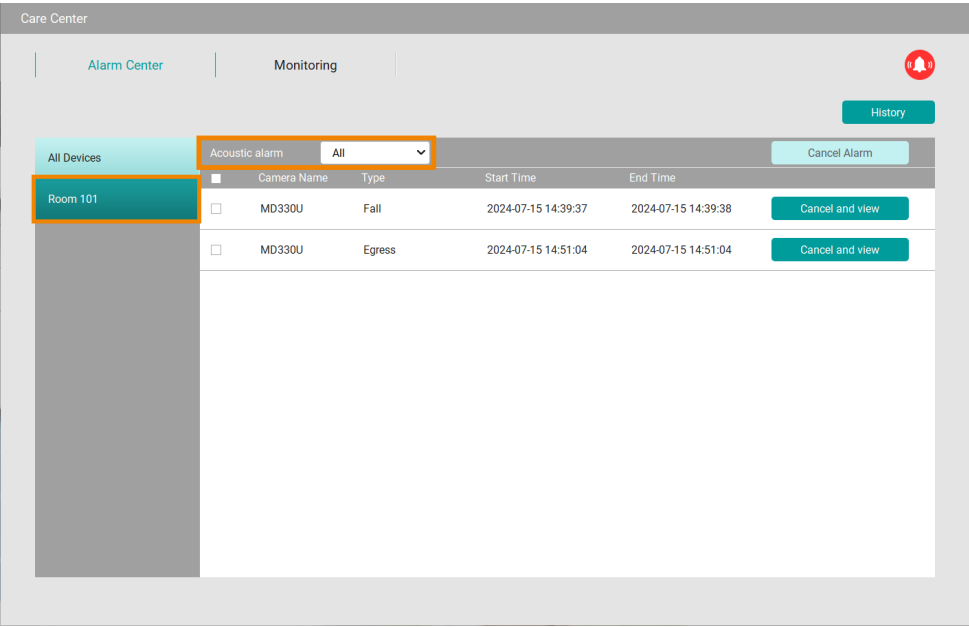 Care Center
Alarm Center Monitoring
History
All Devices
Room 101
Acoustic alarm All Cancel Alarm
Camera Name Type Start Time End Time
MD330U Fall 2024-07-15 14:39:37 2024-07-15 14:39:38 Cancel and view
MD330U Egress 2024-07-15 14:51:04 2024-07-15 14:51:04 Cancel and view